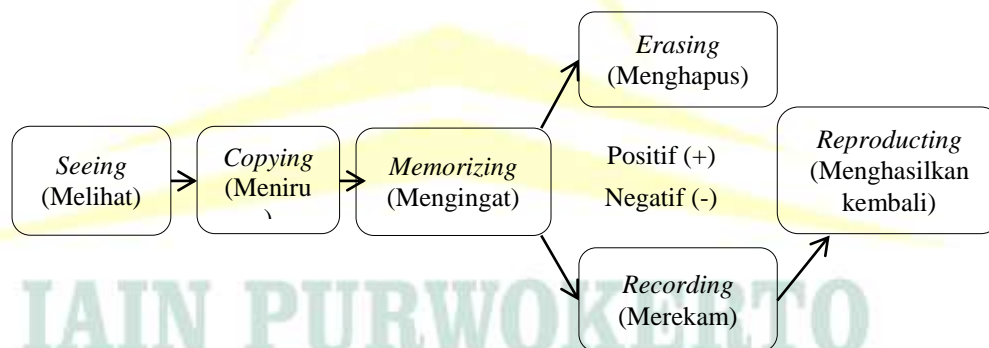 Seeing
(Melihat)
Copying
(Meniru
)
Memorizing
(Mengingat)
Erasing
(Menghapus)
Positif (+)
Negatif (-)
Recording
(Merekam)
Reproducting
(Menghasilkan
kembali)
IAIN PURWOKERTO